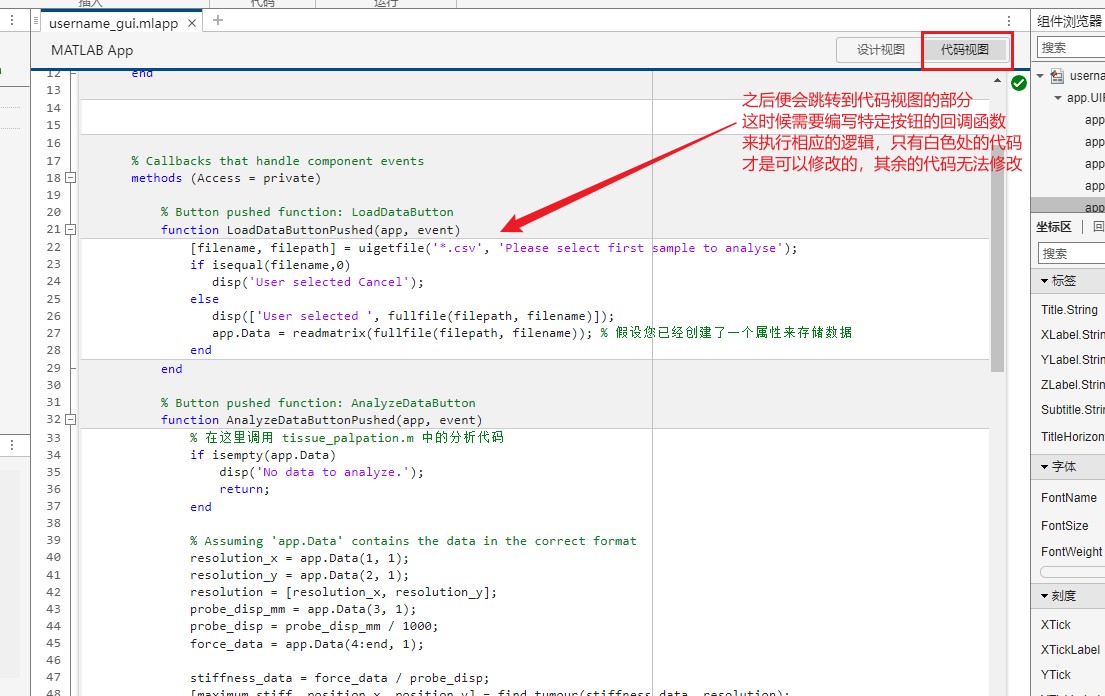 插入
代码
运行
username_gui.mlapp × +
MATLAB App
设计视图
代码视图
组件浏览器
搜索
userna
app.UIF
app
app
app
app
app
坐标区
回
搜索
标签
Title.String
XLabel.Strin
YLabel.Strin
ZLabel.Strin
Subtitle.Strin
TitleHorizon
字体
FontName
FontSize
FontWeight
刻度
XTick
XTickLabel
YTick
之后便会跳转到代码视图的部分
这时候需要编写特定按钮的回调函数
来执行相应的逻辑，只有白色处的代码
才是可以修改的，其余的代码无法修改
12 end
13
14
15
16
17 % Callbacks that handle component events
18 methods (Access = private)
19
20 % Button pushed function: LoadDataButton
21 function LoadDataButtonPushed(app, event)
22 [filename, filepath] = uigetfile('*.csv', 'Please select first sample to analyse');
23 if isequal(filename,0)
24 disp('User selected Cancel');
25 else
26 disp(['User selected ', fullfile(filepath, filename)]);
27 app.Data = readmatrix(fullfile(filepath, filename)); % 假设您已经创建了一个属性来存储数据
28 end
29 end
30
31 % Button pushed function: AnalyzeDataButton
32 function AnalyzeDataButtonPushed(app, event)
33 % 在这里调用 tissue_palpation.m 中的分析代码
34 if isempty(app.Data)
35 disp('No data to analyze.');
36 return;
37 end
38
39 % Assuming 'app.Data' contains the data in the correct format
40 resolution_x = app.Data(1, 1);
41 resolution_y = app.Data(2, 1);
42 resolution = [resolution_x, resolution_y];
43 probe_disp_mm = app.Data(3, 1);
44 probe_disp = probe_disp_mm / 1000;
45 force_data = app.Data(4:end, 1);
46
47 stiffness_data = force_data / probe_disp;
48 [maximum_stiff, position_x, position_y] = find_tumour(stiffness_data, resolution);